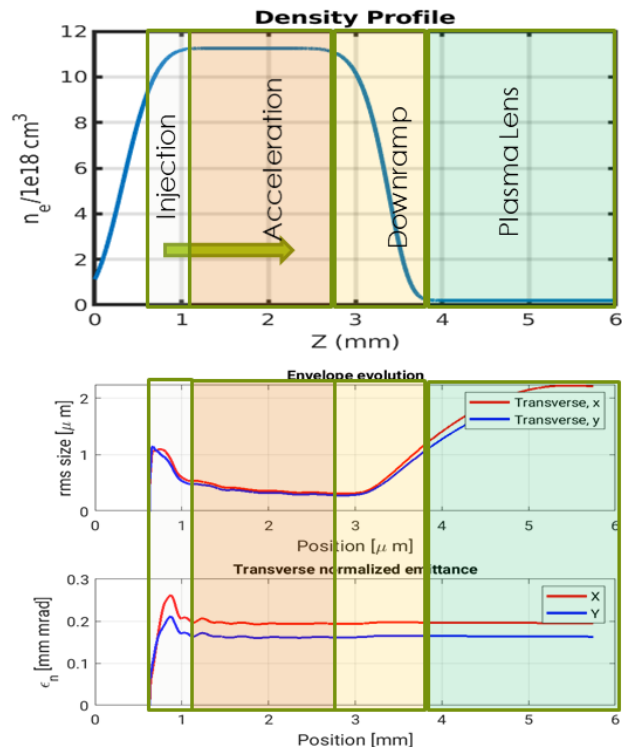 Density Profile
n_e/1e18 cm^3
12
10
8
6
4
2
0
Injection
Acceleration
Downramp
Plasma Lens
0 1 2 3 4 5 6
Z (mm)
Envelope evolution
rms size [μ m]
2
1
0
Transverse, x
Transverse, y
0 1 2 3 4 5 6
Position [μ m]
Transverse normalized emittance
ϵ_n [mm mrad]
0.3
0.2
0.1
0
X
Y
0 1 2 3 4 5 6
Position [mm]